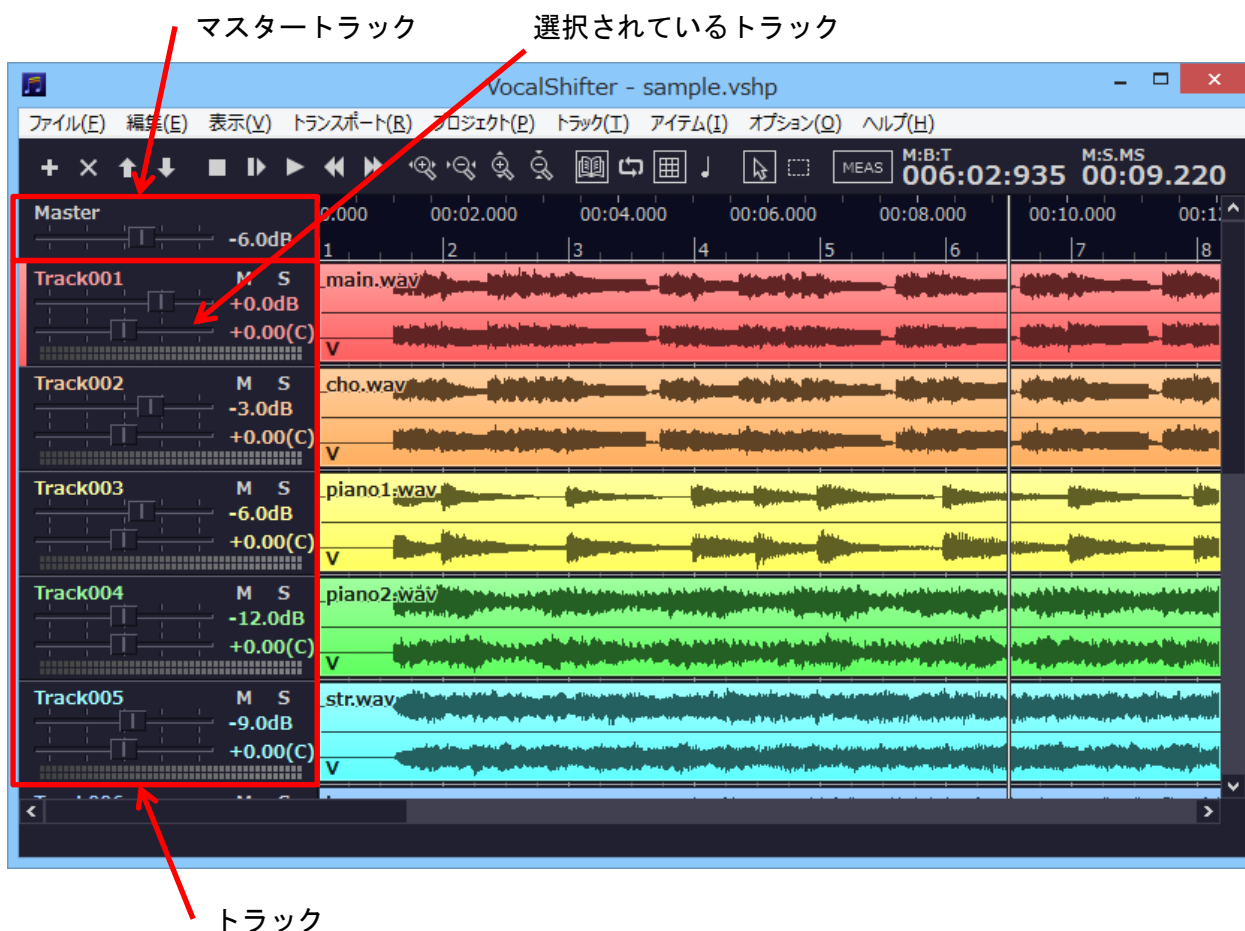 マスタートラック
選択されているトラック
VocalShifter - sample.vshp
ファイル(F) 編集(E) 表示(V) トランスポート(R) プロジェクト(P) トラック(T) アイテム(I) オプション(O) ヘルプ(H)
MEAS M:B:T 006:02:935 M:S.MS 00:09.220
Master
-6.0dB
0.000 00:02.000 00:04.000 00:06.000 00:08.000 00:10.000
1 2 3 4 5 6 7 8
Track001 M S
+0.0dB
+0.00(C)
_main.wav
V
Track002 M S
-3.0dB
+0.00(C)
_cho.wav
V
Track003 M S
-6.0dB
+0.00(C)
_piano1.wav
V
Track004 M S
-12.0dB
+0.00(C)
_piano2.wav
V
Track005 M S
-9.0dB
+0.00(C)
_str.wav
V
トラック